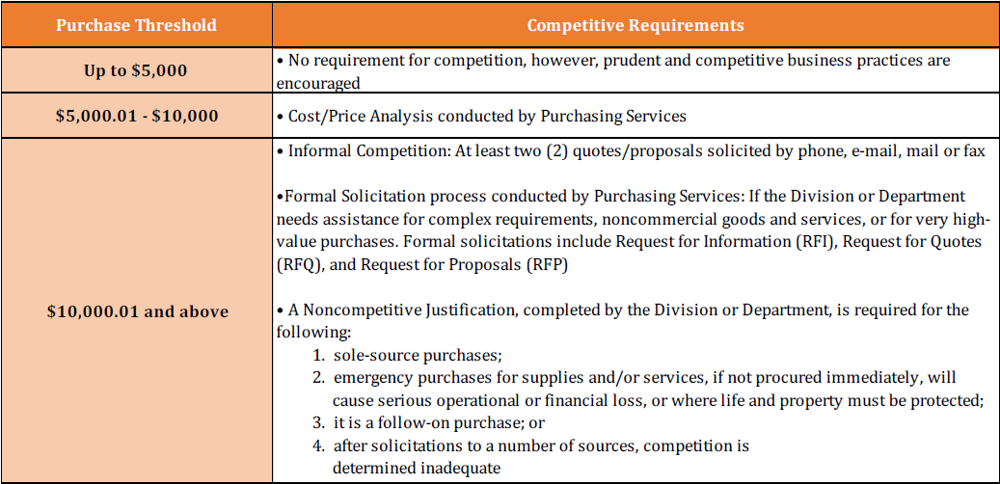 Purchase Threshold
Competitive Requirements
Up to $5,000
• No requirement for competition, however, prudent and competitive business practices are
encouraged
$5,000.01 - $10,000
• Cost/Price Analysis conducted by Purchasing Services
$10,000.01 and above
• Informal Competition: At least two (2) quotes/proposals solicited by phone, e-mail, mail or fax
•Formal Solicitation process conducted by Purchasing Services: If the Division or Department
needs assistance for complex requirements, noncommercial goods and services, or for very high-
value purchases. Formal solicitations include Request for Information (RFI), Request for Quotes
(RFQ), and Request for Proposals (RFP)
• A Noncompetitive Justification, completed by the Division or Department, is required for the
following:
1. sole-source purchases;
2. emergency purchases for supplies and/or services, if not procured immediately, will
cause serious operational or financial loss, or where life and property must be protected;
3. it is a follow-on purchase; or
4. after solicitations to a number of sources, competition is
determined inadequate